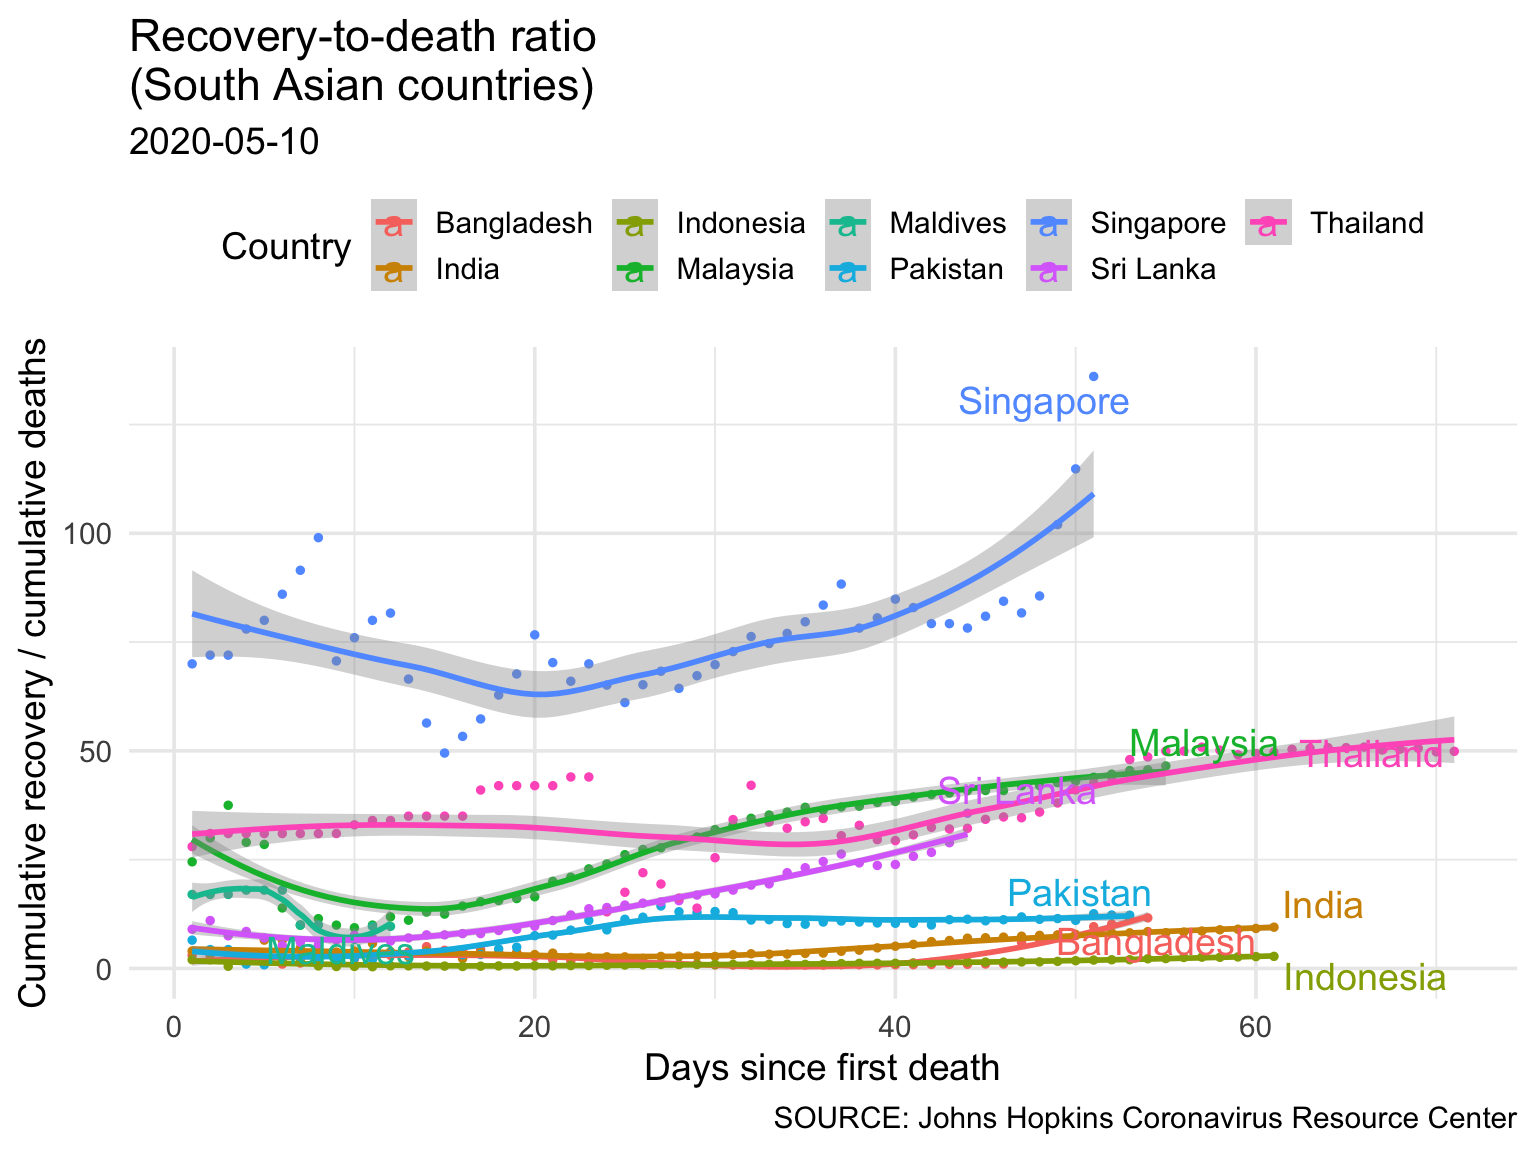 Recovery-to-death ratio
(South Asian countries)
2020-05-10
Country
a Bangladesh a Indonesia a Maldives a Singapore a Thailand
a India a Malaysia a Pakistan a Sri Lanka
Cumulative recovery / cumulative deaths
100
50
0
Singapore
Malaysia
Thailand
Sri Lanka
Pakistan
India
Maldives
Bangladesh
Indonesia
0 20 40 60
Days since first death
SOURCE: Johns Hopkins Coronavirus Resource Center